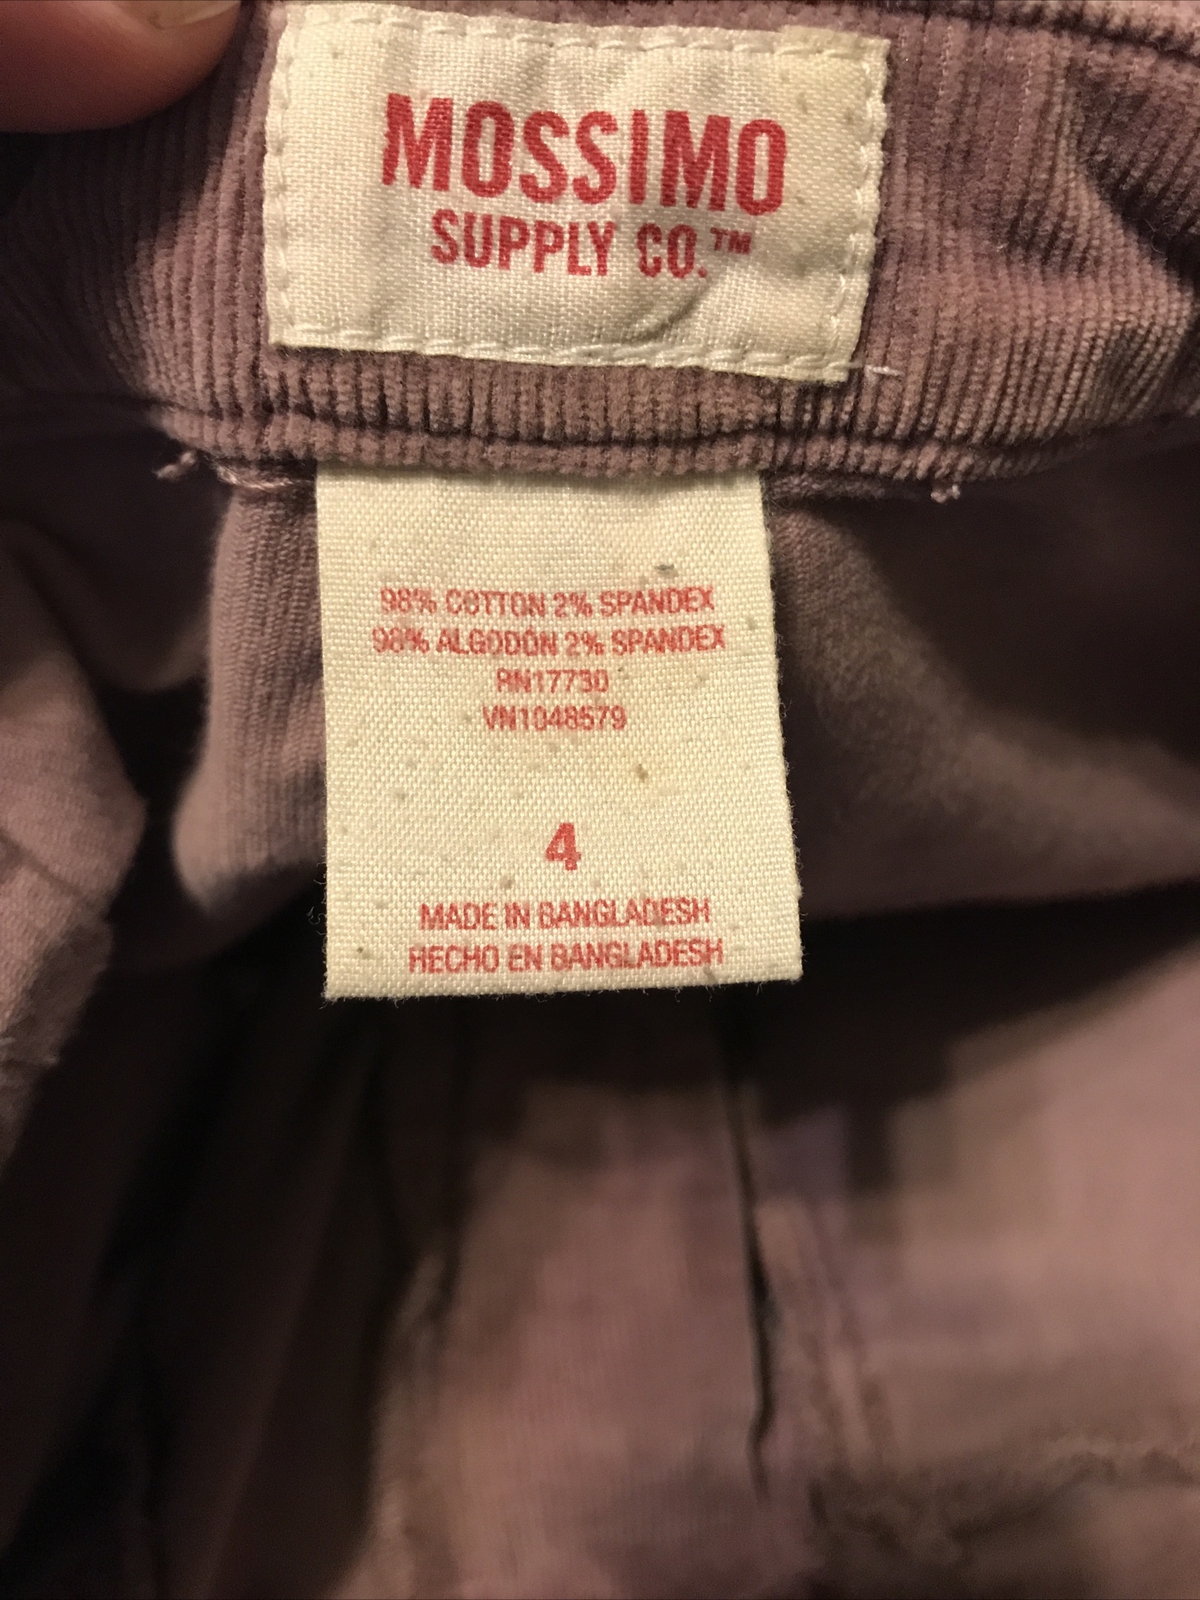 MOSSIMO
SUPPLY CO.™
98% COTTON 2% SPANDEX
98% ALGODÓN 2% SPANDEX
RN17730
VN1048579
4
MADE IN BANGLADESH
HECHO EN BANGLADESH